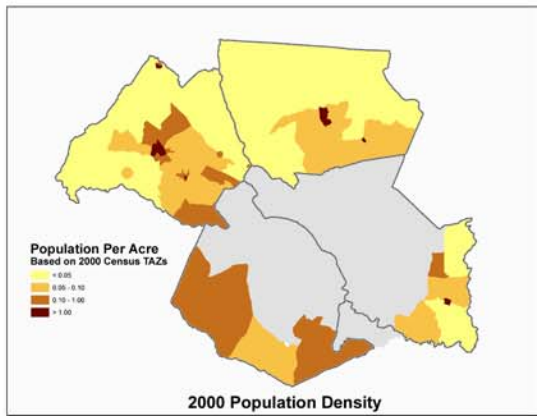 Population Per Acre
Based on 2000 Census TAZs
< 0.05
0.05 - 0.10
0.10 - 1.00
> 1.00
2000 Population Density